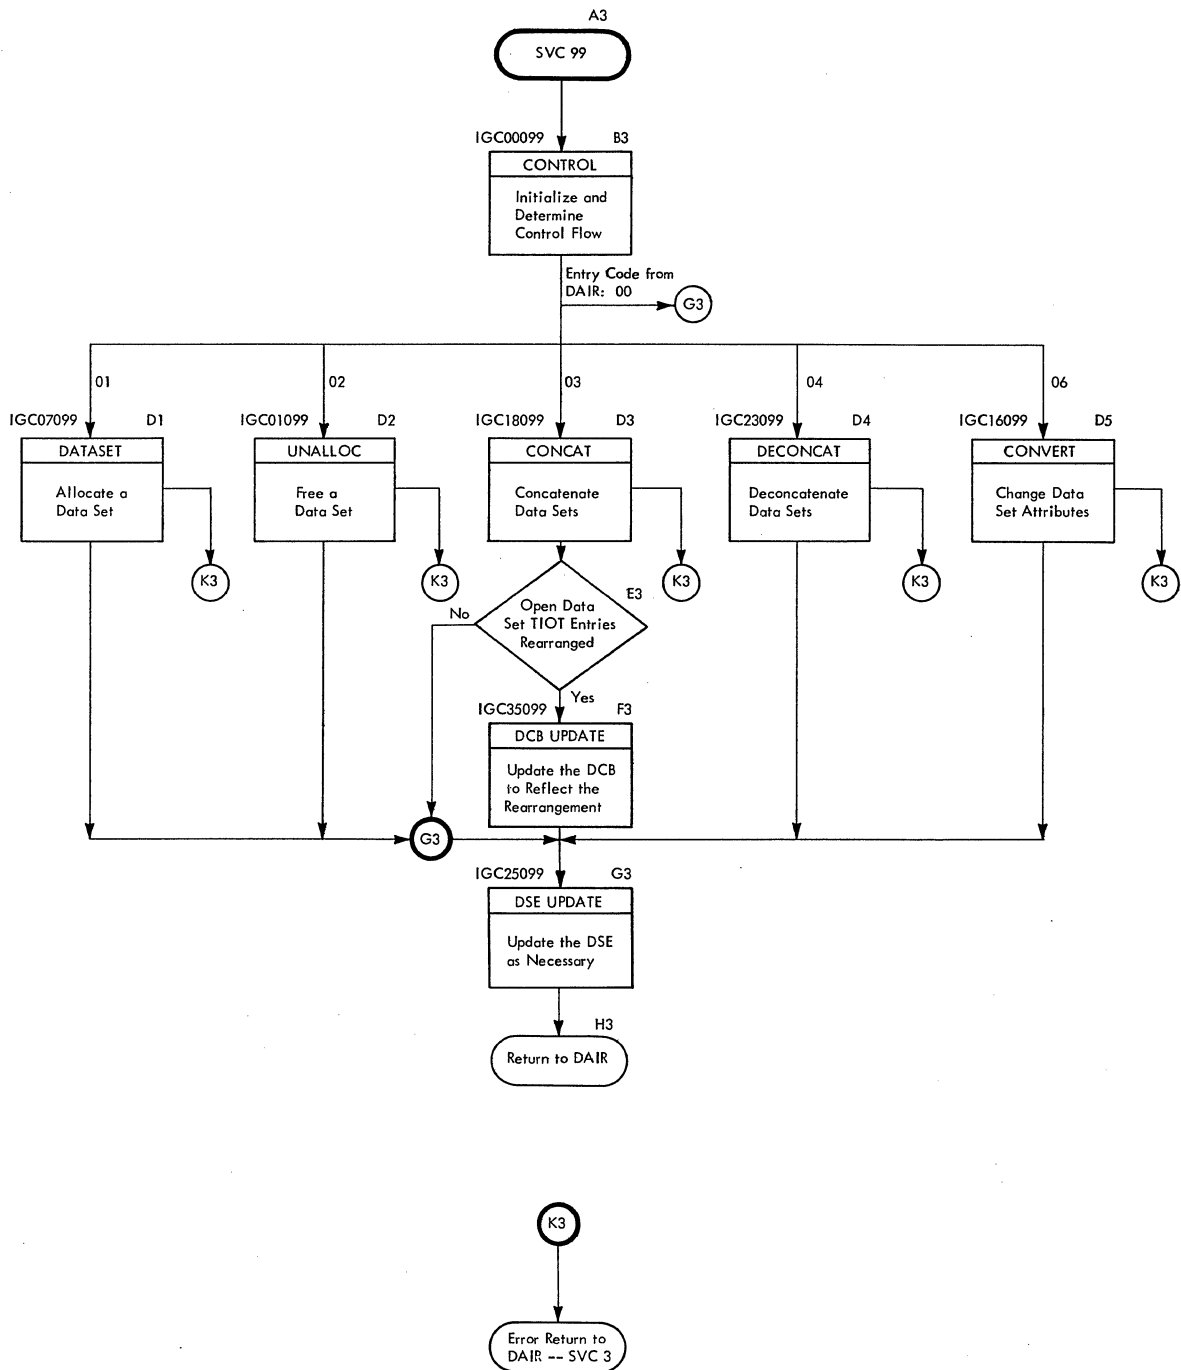 A3
SVC 99
IGC00099
B3
CONTROL
Initialize and
Determine
Control Flow
Entry Code from
DAIR: 00
G3
01
02
03
04
06
IGC07099
D1
DATASET
Allocate a
Data Set
K3
IGC01099
D2
UNALLOC
Free a
Data Set
K3
IGC18099
D3
CONCAT
Concatenate
Data Sets
K3
IGC23099
D4
DECONCAT
Deconcatenate
Data Sets
K3
IGC16099
D5
CONVERT
Change Data
Set Attributes
K3
E3
Open Data
Set TIOT Entries
Rearranged
No
Yes
IGC35099
F3
DCB UPDATE
Update the DCB
to Reflect the
Rearrangement
G3
IGC25099
G3
DSE UPDATE
Update the DSE
as Necessary
H3
Return to DAIR
K3
Error Return to
DAIR -- SVC 3